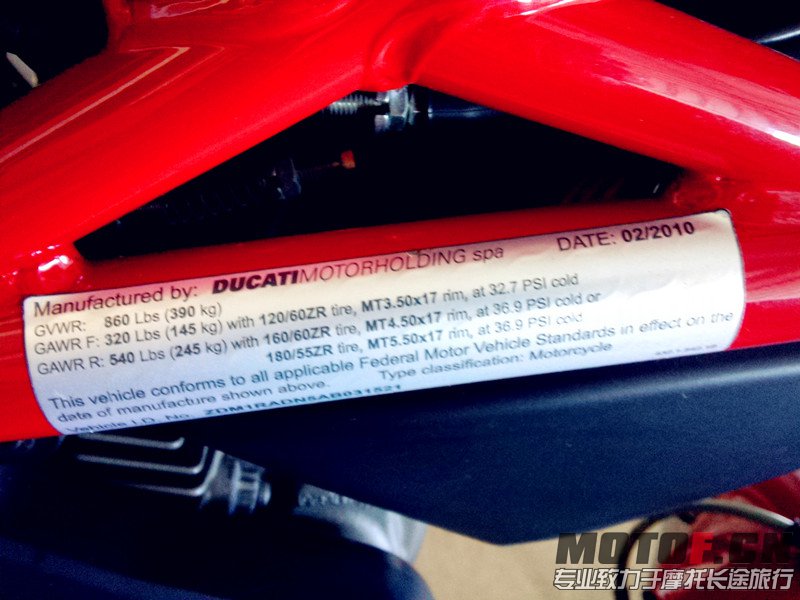 Manufactured by: DUCATIMOTORHOLDING spa DATE: 02/2010
GVWR: 860 Lbs (390 kg)
GAWR F: 320 Lbs (145 kg) with 120/60ZR tire, MT3.50x17 rim, at 32.7 PSI cold
GAWR R: 540 Lbs (245 kg) with 160/60ZR tire, MT4.50x17 rim, at 36.9 PSI cold or
180/55ZR tire, MT5.50x17 rim, at 36.9 PSI cold
This vehicle conforms to all applicable Federal Motor Vehicle Standards in effect on the
date of manufacture shown above. Type classification: Motorcycle
Vehicle I.D. No. ZDM1RADN5AB031521
专业致力于摩托长途旅行